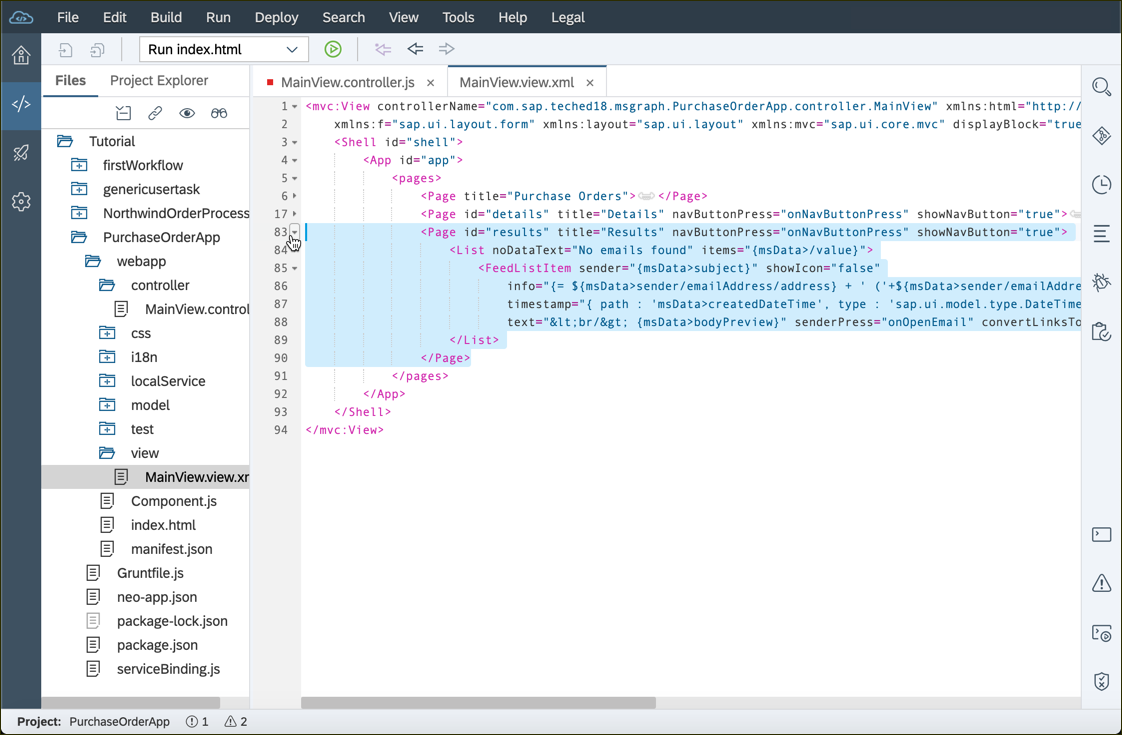 File Edit Build Run Deploy Search View Tools Help Legal
Run index.html
Files Project Explorer
MainView.controller.js × MainView.view.xml ×
Tutorial
firstWorkflow
genericusertask
NorthwindOrderProcess
PurchaseOrderApp
webapp
controller
MainView.control
css
i18n
localService
model
test
view
MainView.view.xm
Component.js
index.html
manifest.json
Gruntfile.js
neo-app.json
package-lock.json
package.json
serviceBinding.js
1 <mvc:View controllerName="com.sap.teched18.msgraph.PurchaseOrderApp.controller.MainView" xmlns:html="http://
2 xmlns:f="sap.ui.layout.form" xmlns:layout="sap.ui.layout" xmlns:mvc="sap.ui.core.mvc" displayBlock="true
3 <Shell id="shell">
4 <App id="app">
5 <pages>
6 <Page title="Purchase Orders"> </Page>
17 <Page id="details" title="Details" navButtonPress="onNavButtonPress" showNavButton="true">
83 <Page id="results" title="Results" navButtonPress="onNavButtonPress" showNavButton="true">
84 <List noDataText="No emails found" items="{msData>/value}">
85 <FeedListItem sender="{msData>subject}" showIcon="false"
86 info="{= ${msData>sender/emailAddress/address} + ' ('+${msData>sender/emailAddre
87 timestamp="{ path : 'msData>createdDateTime', type : 'sap.ui.model.type.DateTime
88 text="&lt;br/&gt; {msData>bodyPreview}" senderPress="onOpenEmail" convertLinksTo
89 </List>
90 </Page>
91 </pages>
92 </App>
93 </Shell>
94 </mvc:View>
Project: PurchaseOrderApp 1 2